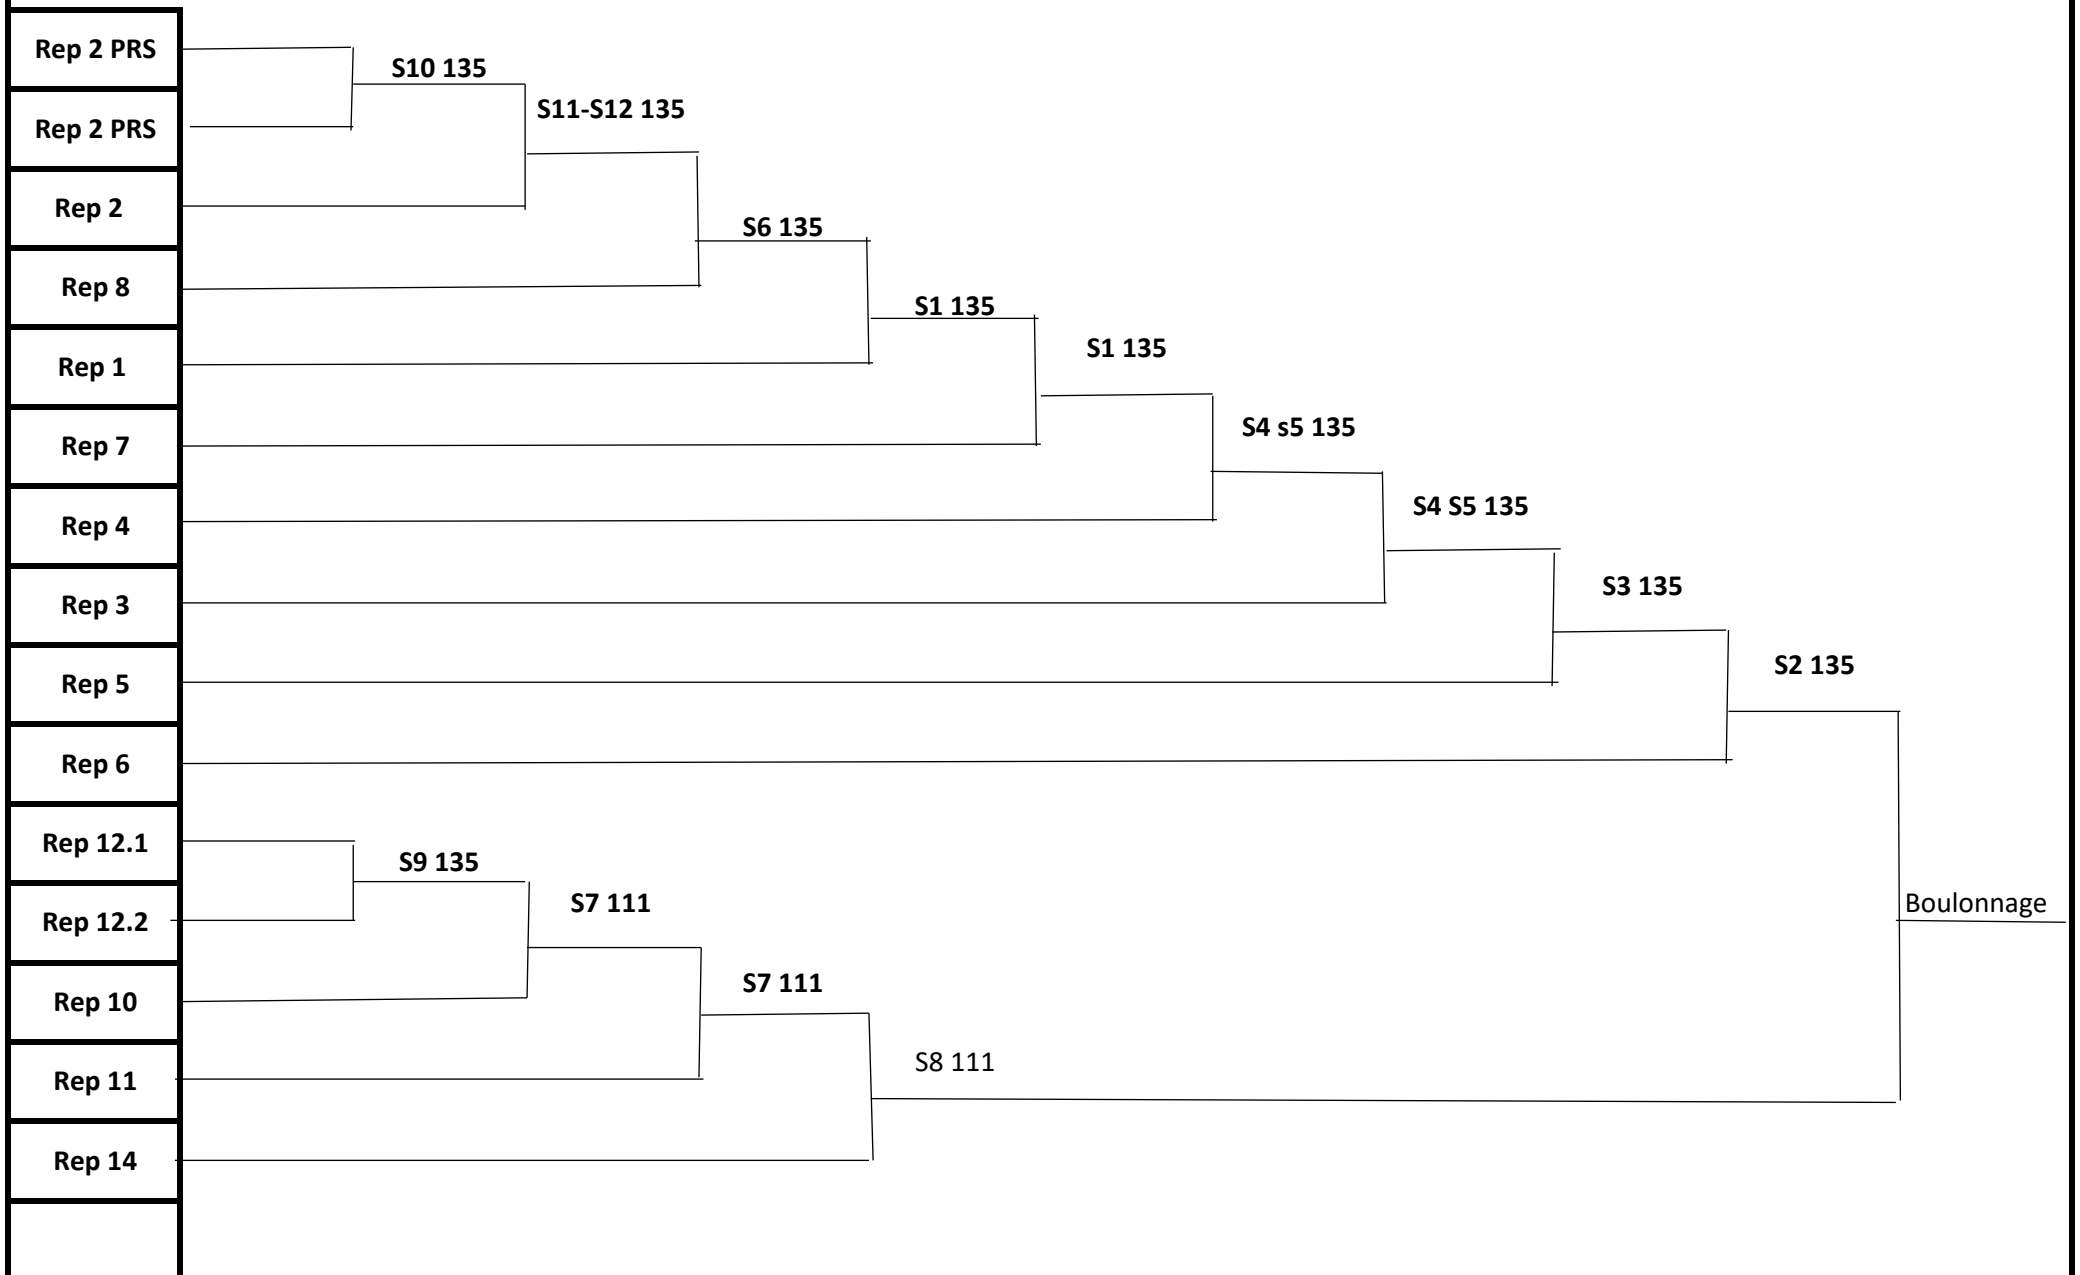 Rep 2 PRS
S10 135
S11-S12 135
Rep 2 PRS
Rep 2
S6 135
Rep 8
S1 135
S1 135
Rep 1
S4 s5 135
Rep 7
S4 S5 135
Rep 4
S3 135
Rep 3
S2 135
Rep 5
Rep 6
Rep 12.1
S9 135
S7 111
Boulonnage
Rep 12.2
S7 111
Rep 10
S8 111
Rep 11
Rep 14